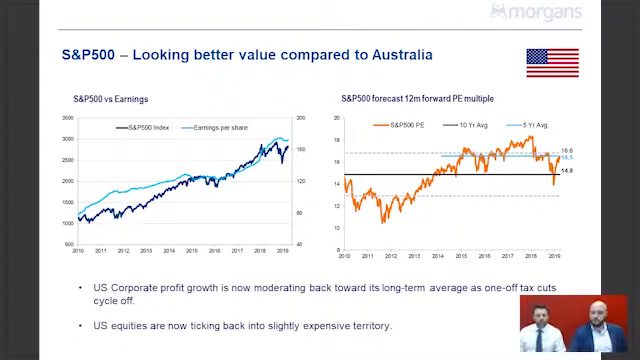 morgans
S&P500 – Looking better value compared to Australia
S&P500 vs Earnings
S&P500 Index
Earnings per share
3500
3000
2500
2000
1500
1000
500
200
160
120
80
40
2010 2011 2012 2013 2014 2015 2016 2017 2018 2019
S&P500 forecast 12m forward PE multiple
S&P500 PE
10 Yr Avg
5 Yr Avg.
20
18
16
14
12
10
16.5
14.9
2010 2011 2012 2013 2014 2015 2016 2017 2018 2019
• US Corporate profit growth is now moderating back toward its long-term average as one-off tax cuts
cycle off.
• US equities are now ticking back into slightly expensive territory.